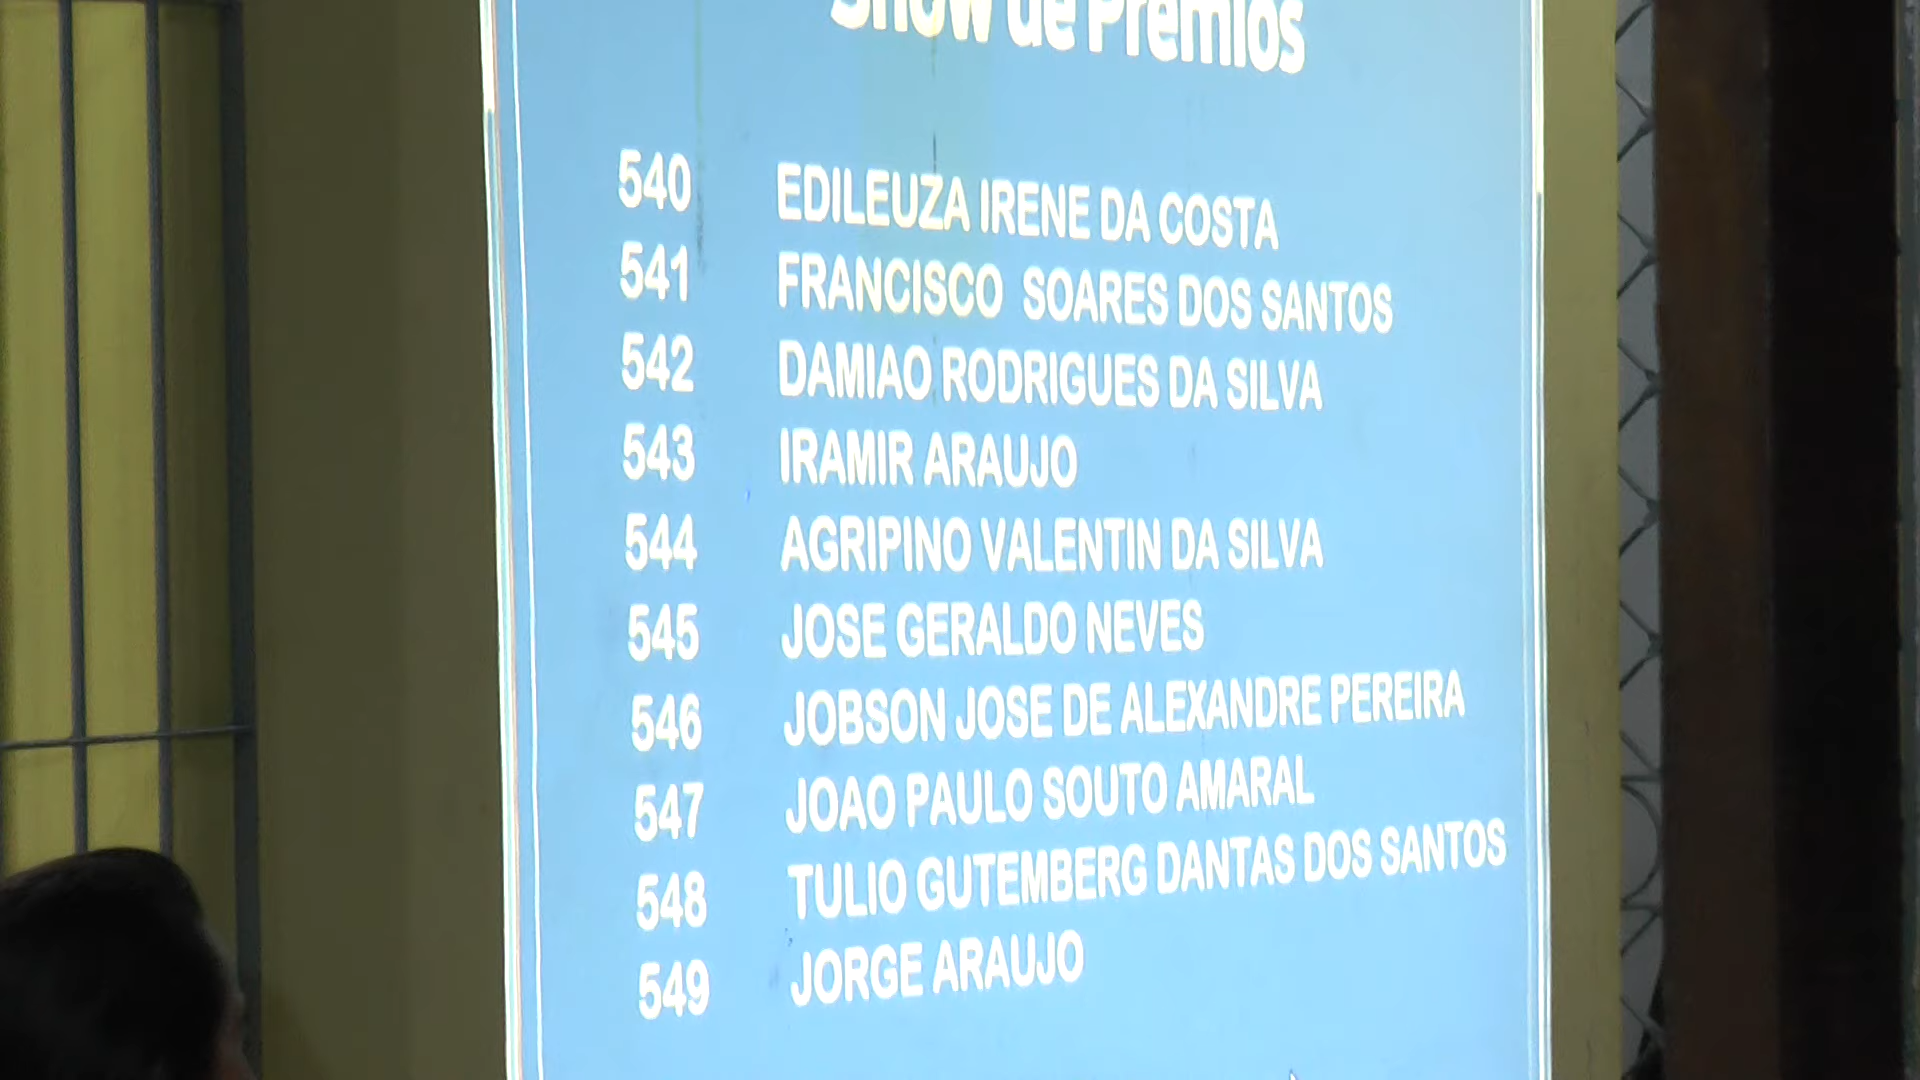 Show de Prêmios
540 EDILEUZA IRENE DA COSTA
541 FRANCISCO SOARES DOS SANTOS
542 DAMIAO RODRIGUES DA SILVA
543 IRAMIR ARAUJO
544 AGRIPINO VALENTIN DA SILVA
545 JOSE GERALDO NEVES
546 JOBSON JOSE DE ALEXANDRE PEREIRA
547 JOAO PAULO SOUTO AMARAL
548 TULIO GUTEMBERG DANTAS DOS SANTOS
549 JORGE ARAUJO